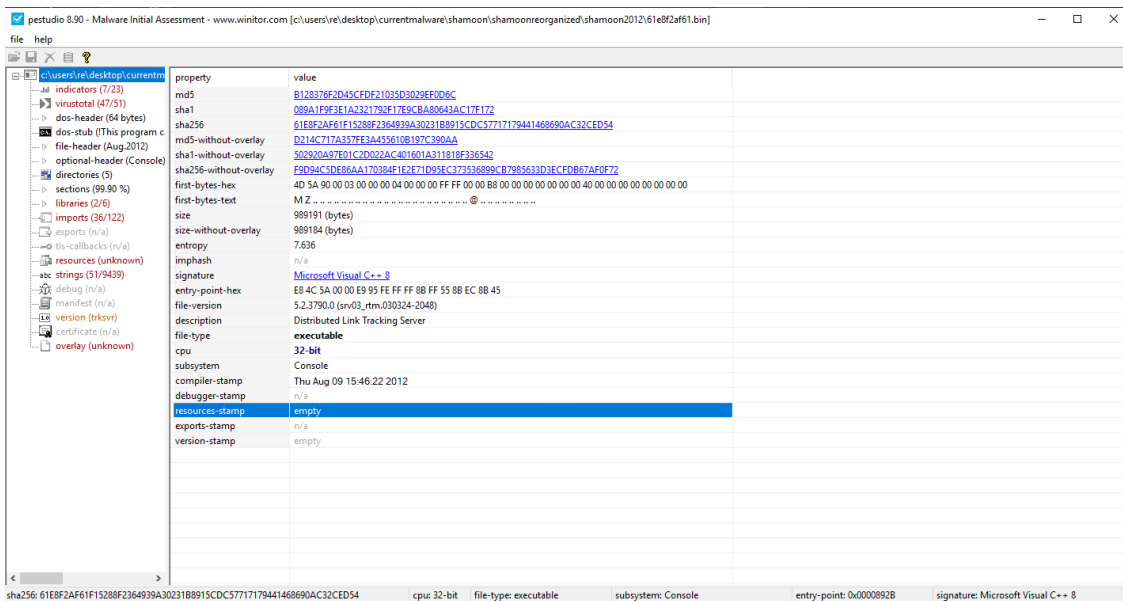 pestudio 8.90 - Malware Initial Assessment - www.winitor.com [c:\users\re\desktop\currentmalware\shamoon\shamoonreorganized\shamoon2012\61e8f2af61.bin]
file help
c:\users\re\desktop\currentm
indicators (7/23)
virustotal (47/51)
dos-header (64 bytes)
dos-stub (!This program c
file-header (Aug.2012)
optional-header (Console)
directories (5)
sections (99.90 %)
libraries (2/6)
imports (36/122)
exports (n/a)
tls-callbacks (n/a)
resources (unknown)
abc strings (51/9439)
debug (n/a)
manifest (n/a)
1.0 version (trksvr)
certificate (n/a)
overlay (unknown)
property value
md5 B128376F2D45CFDF21035D3029EF0D6C
sha1 089A1F9F3E1A2321792F17E9CBA80643AC17F172
sha256 61E8F2AF61F15288F2364939A30231B8915CDC57717179441468690AC32CED54
md5-without-overlay D214C717A357FE3A455610B197C390AA
sha1-without-overlay 502920A97E01C2D022AC401601A311818F336542
sha256-without-overlay F9D94C5DE86AA170384F1E2E71D95EC373536899CB7985633D3ECFDB67AF0F72
first-bytes-hex 4D 5A 90 00 03 00 00 00 04 00 00 00 FF FF 00 00 B8 00 00 00 00 00 00 00 40 00 00 00 00 00 00 00
first-bytes-text M Z .. .. .. .. .. .. .. .. .. .. .. .. .. .. .. .. .. .. .. .. .. .. @ .. .. .. .. .. .. ..
size 989191 (bytes)
size-without-overlay 989184 (bytes)
entropy 7.636
imphash n/a
signature Microsoft Visual C++ 8
entry-point-hex E8 4C 5A 00 00 E9 95 FE FF FF 8B FF 55 8B EC 8B 45
file-version 5.2.3790.0 (srv03_rtm.030324-2048)
description Distributed Link Tracking Server
file-type executable
cpu 32-bit
subsystem Console
compiler-stamp Thu Aug 09 15:46:22 2012
debugger-stamp n/a
resources-stamp empty
exports-stamp n/a
version-stamp empty
sha256: 61E8F2AF61F15288F2364939A30231B8915CDC57717179441468690AC32CED54 cpu: 32-bit file-type: executable subsystem: Console entry-point: 0x0000892B signature: Microsoft Visual C++ 8